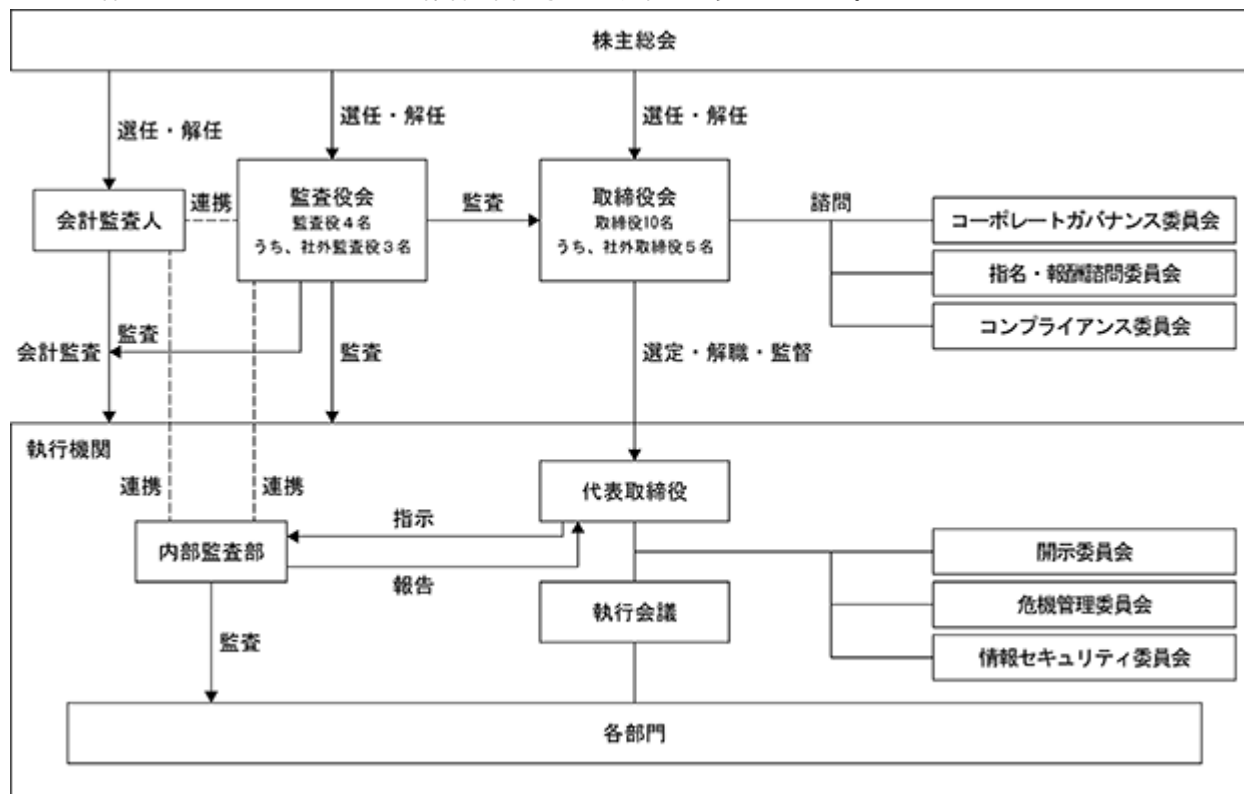 株主総会
選任・解任
選任・解任
選任・解任
会計監査人
連携
監査役会
監査役4名
うち、社外監査役3名
監査
取締役会
取締役10名
うち、社外取締役5名
諮問
コーポレートガバナンス委員会
指名・報酬諮問委員会
コンプライアンス委員会
会計監査
監査
監査
選定・解職・監督
執行機関
連携
連携
代表取締役
指示
内部監査部
報告
執行会議
開示委員会
危機管理委員会
情報セキュリティ委員会
監査
各部門